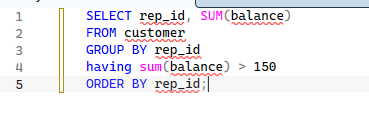 1 SELECT rep_id, SUM(balance)
2 FROM customer
3 GROUP BY rep_id
4 having sum(balance) > 150
5 ORDER BY rep_id;